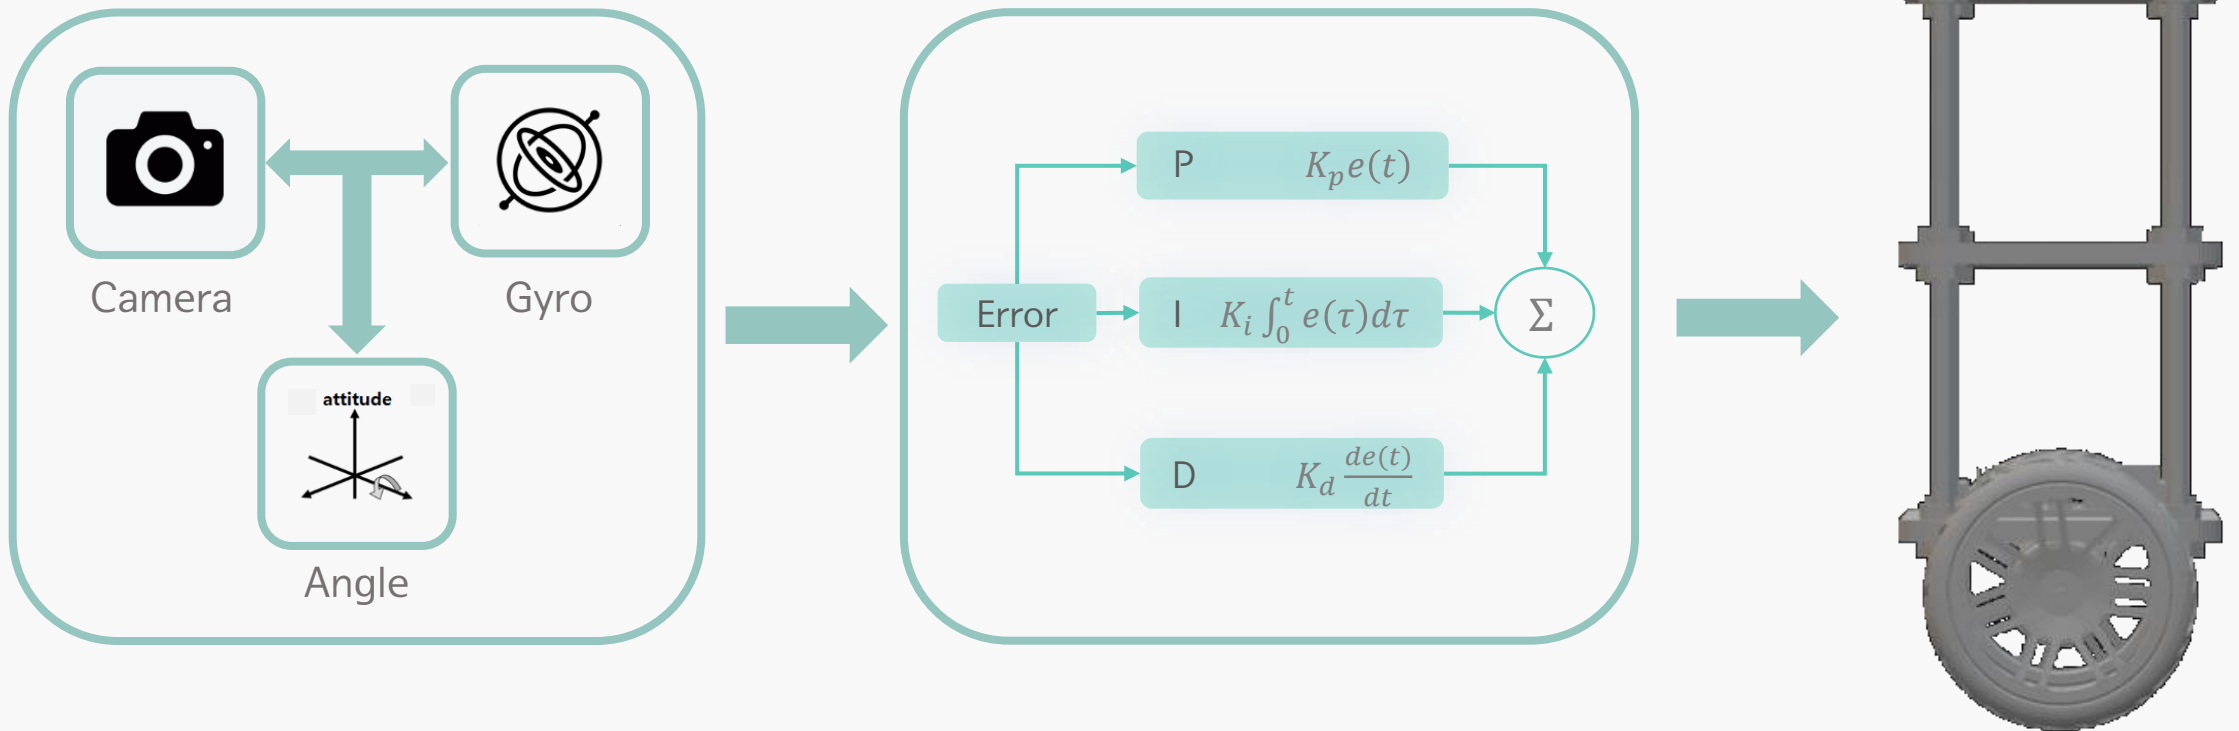 Camera
Gyro
attitude
Angle
Error
P K_p e(t)
I K_i ∫_0^t e(τ)dτ
D K_d de(t)/dt
Σ